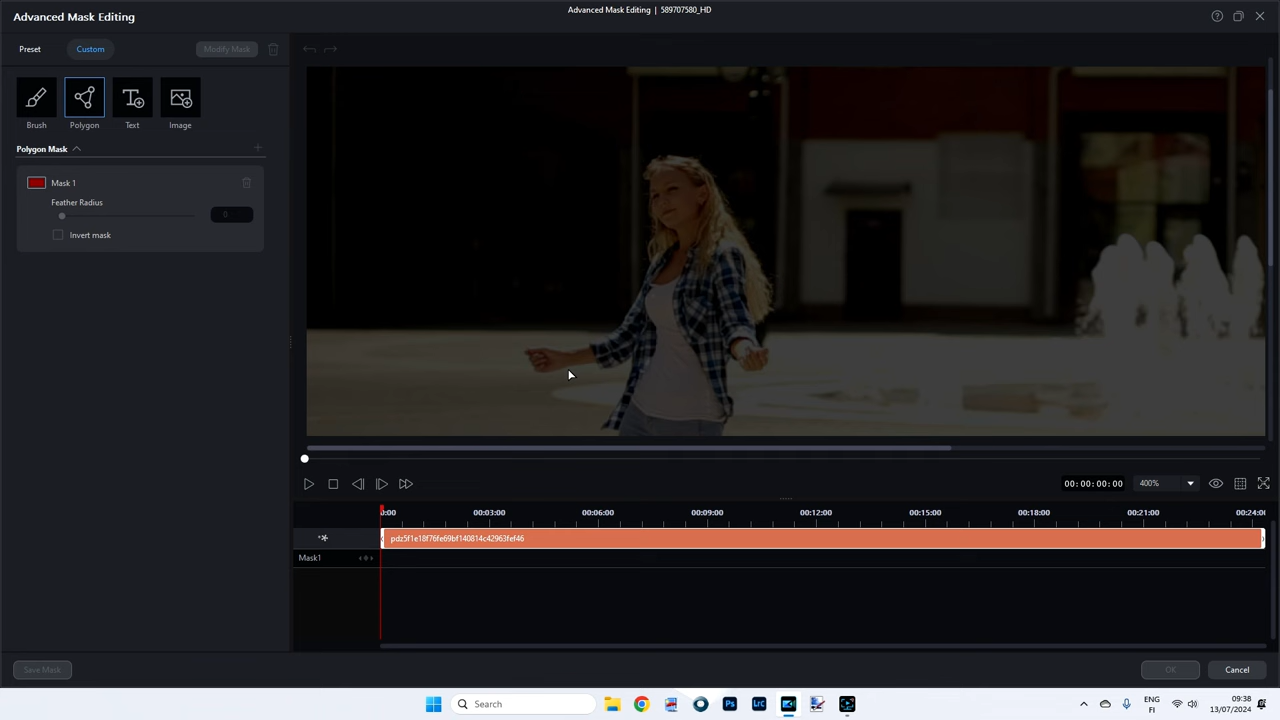 Advanced Mask Editing | 589707580_HD
Advanced Mask Editing
Preset
Custom
Modify Mask
Brush
Polygon
Text
Image
Polygon Mask
Mask 1
Feather Radius
0
Invert mask
00:00:00:00
400%
0:00
00:03:00
00:06:00
00:09:00
00:12:00
00:15:00
00:18:00
00:21:00
00:24:00
pdz5f1e18f76fe69bf140814c42963fef46
Mask1
Save Mask
OK
Cancel
Search
Ps
Lrc
ENG
FI
09:38
13/07/2024